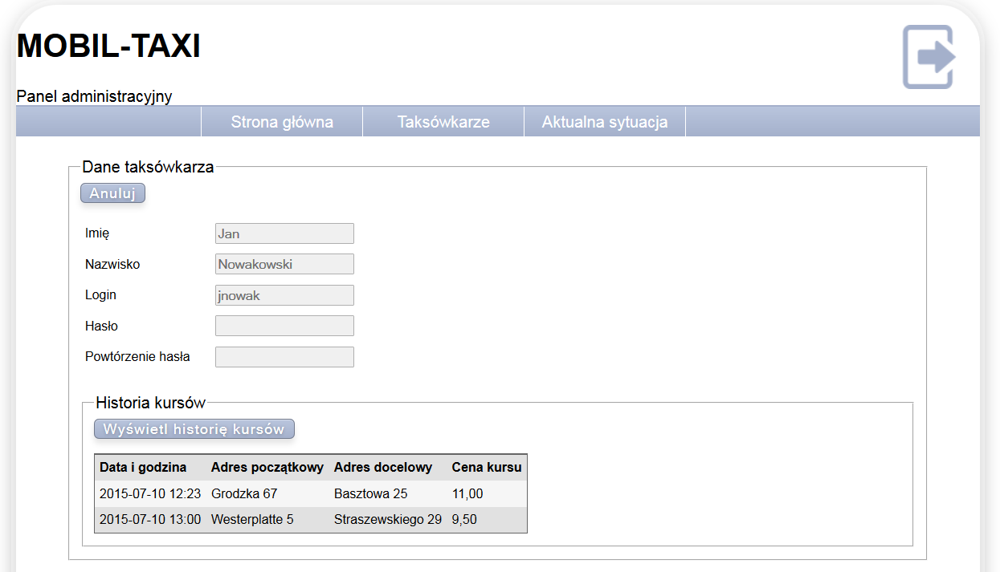 MOBIL-TAXI
Panel administracyjny
Strona główna Taksówkarze Aktualna sytuacja
Dane taksówkarza
Anuluj
Imię Jan
Nazwisko Nowakowski
Login jnowak
Hasło
Powtórzenie hasła
Historia kursów
Wyświetl historię kursów
Data i godzina Adres początkowy Adres docelowy Cena kursu
2015-07-10 12:23 Grodzka 67 Basztowa 25 11,00
2015-07-10 13:00 Westerplatte 5 Straszewskiego 29 9,50